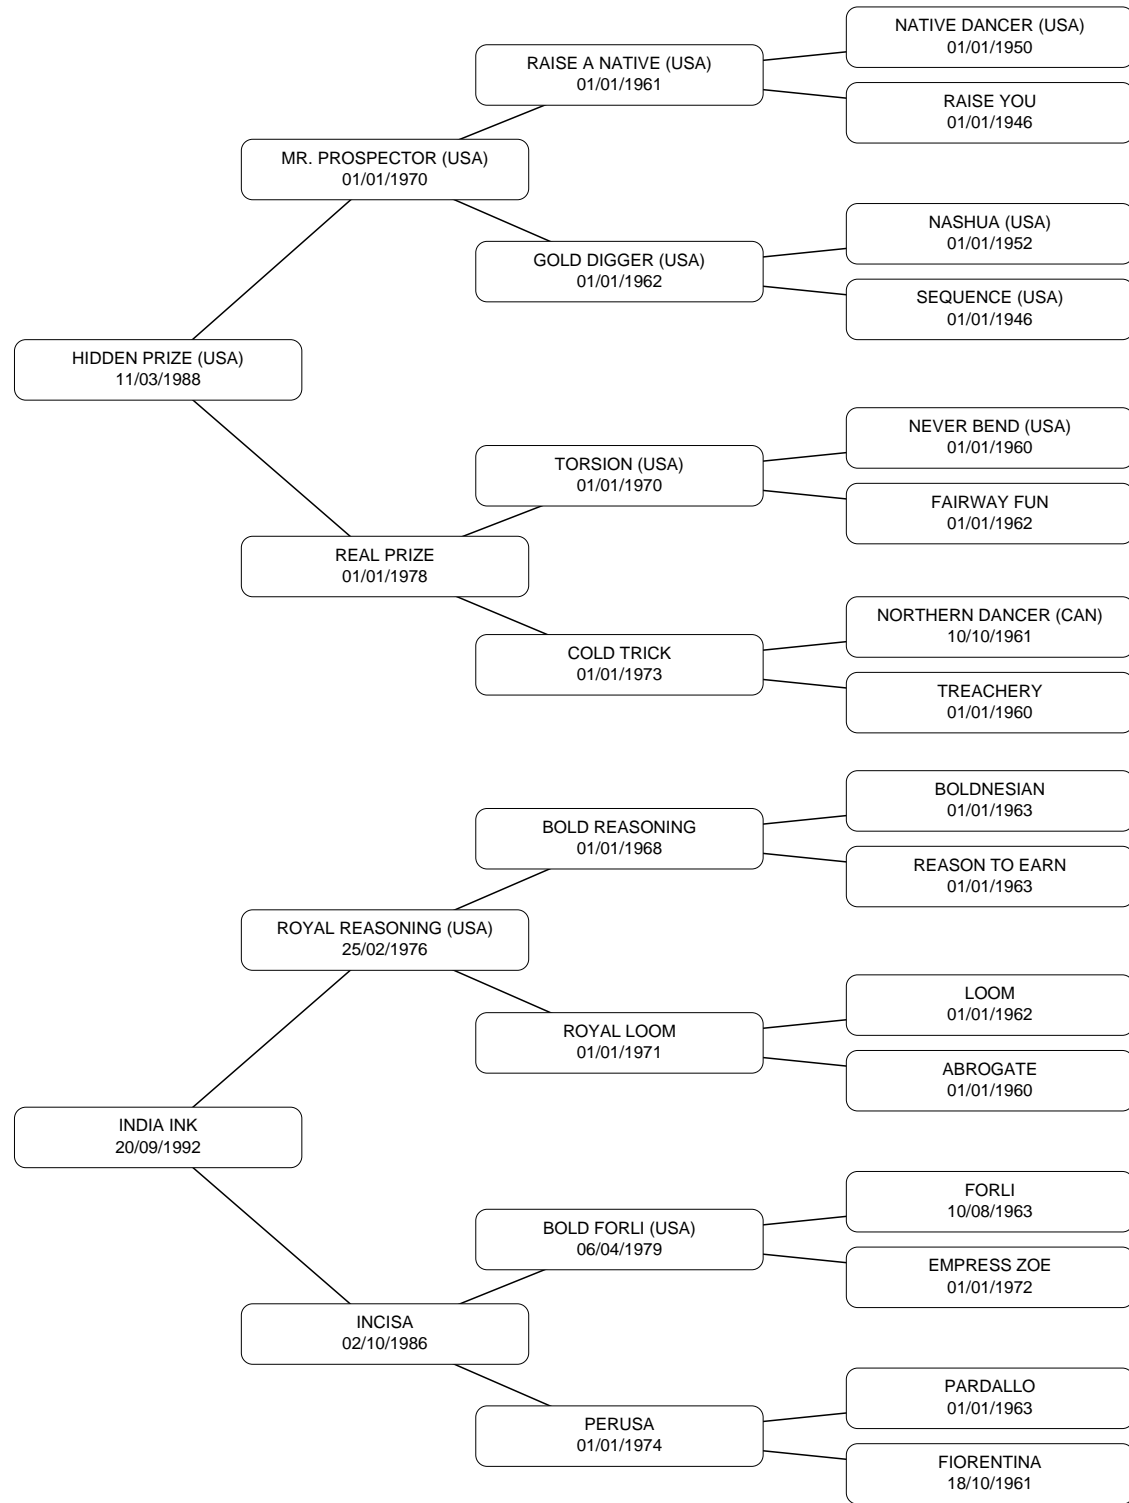 NATIVE DANCER (USA)
01/01/1950
RAISE A NATIVE (USA)
01/01/1961
RAISE YOU
01/01/1946
MR. PROSPECTOR (USA)
01/01/1970
NASHUA (USA)
01/01/1952
GOLD DIGGER (USA)
01/01/1962
SEQUENCE (USA)
01/01/1946
HIDDEN PRIZE (USA)
11/03/1988
NEVER BEND (USA)
01/01/1960
TORSION (USA)
01/01/1970
FAIRWAY FUN
01/01/1962
REAL PRIZE
01/01/1978
NORTHERN DANCER (CAN)
10/10/1961
COLD TRICK
01/01/1973
TREACHERY
01/01/1960
BOLDNESIAN
01/01/1963
BOLD REASONING
01/01/1968
REASON TO EARN
01/01/1963
ROYAL REASONING (USA)
25/02/1976
LOOM
01/01/1962
ROYAL LOOM
01/01/1971
ABROGATE
01/01/1960
INDIA INK
20/09/1992
FORLI
10/08/1963
BOLD FORLI (USA)
06/04/1979
EMPRESS ZOE
01/01/1972
INCISA
02/10/1986
PARDALLO
01/01/1963
PERUSA
01/01/1974
FIORENTINA
18/10/1961